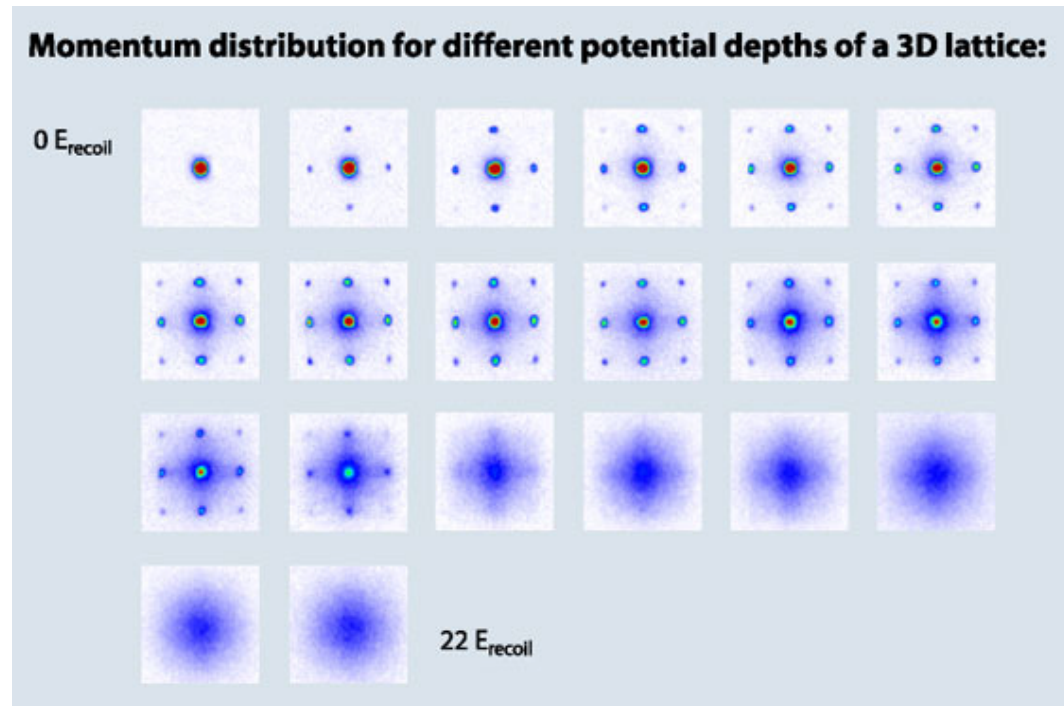 Momentum distribution for different potential depths of a 3D lattice:
0 Erecoil
22 Erecoil